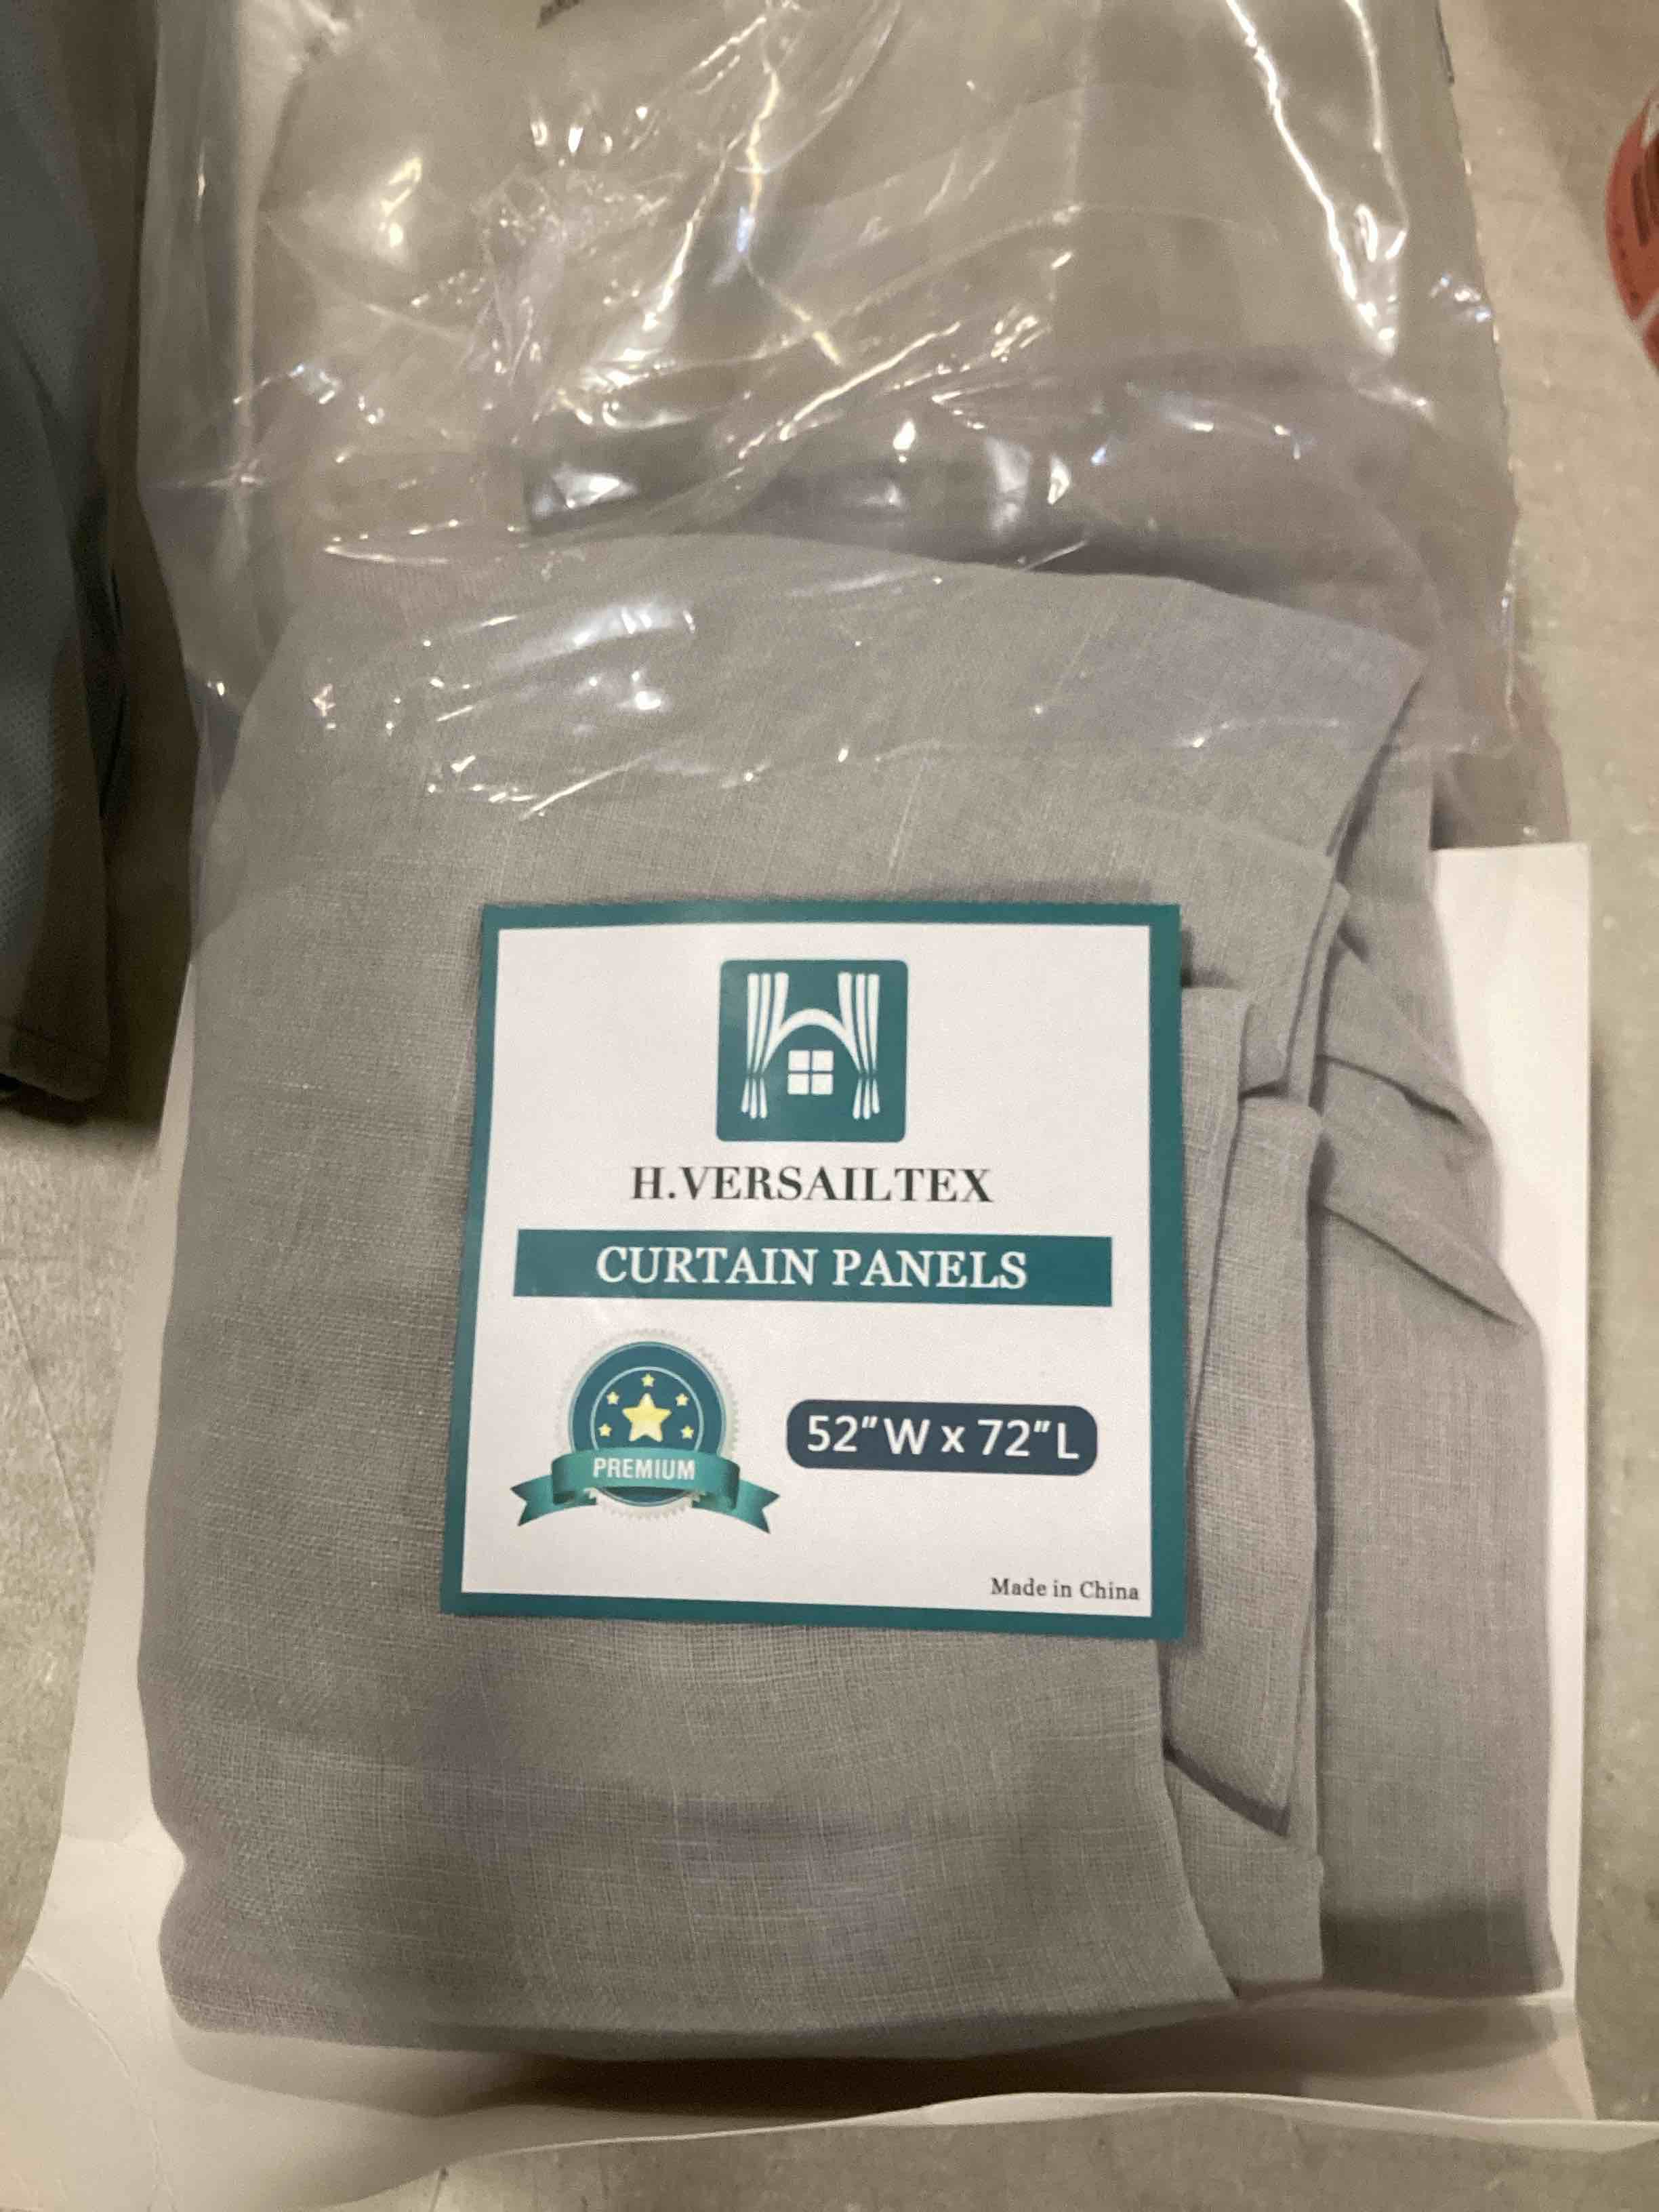 H.VERSAILTEX
CURTAIN PANELS
PREMIUM
52"W x 72"L
Made in China